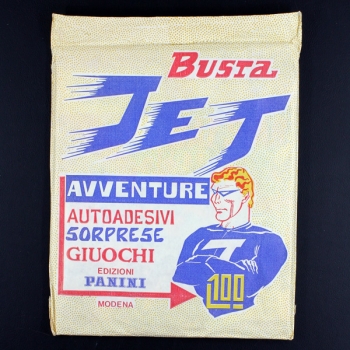 Busta
JET
AVVENTURE
AUTOADESIVI
SORPRESE
GIUOCHI
EDIZIONI
PANINI
MODENA
J
100